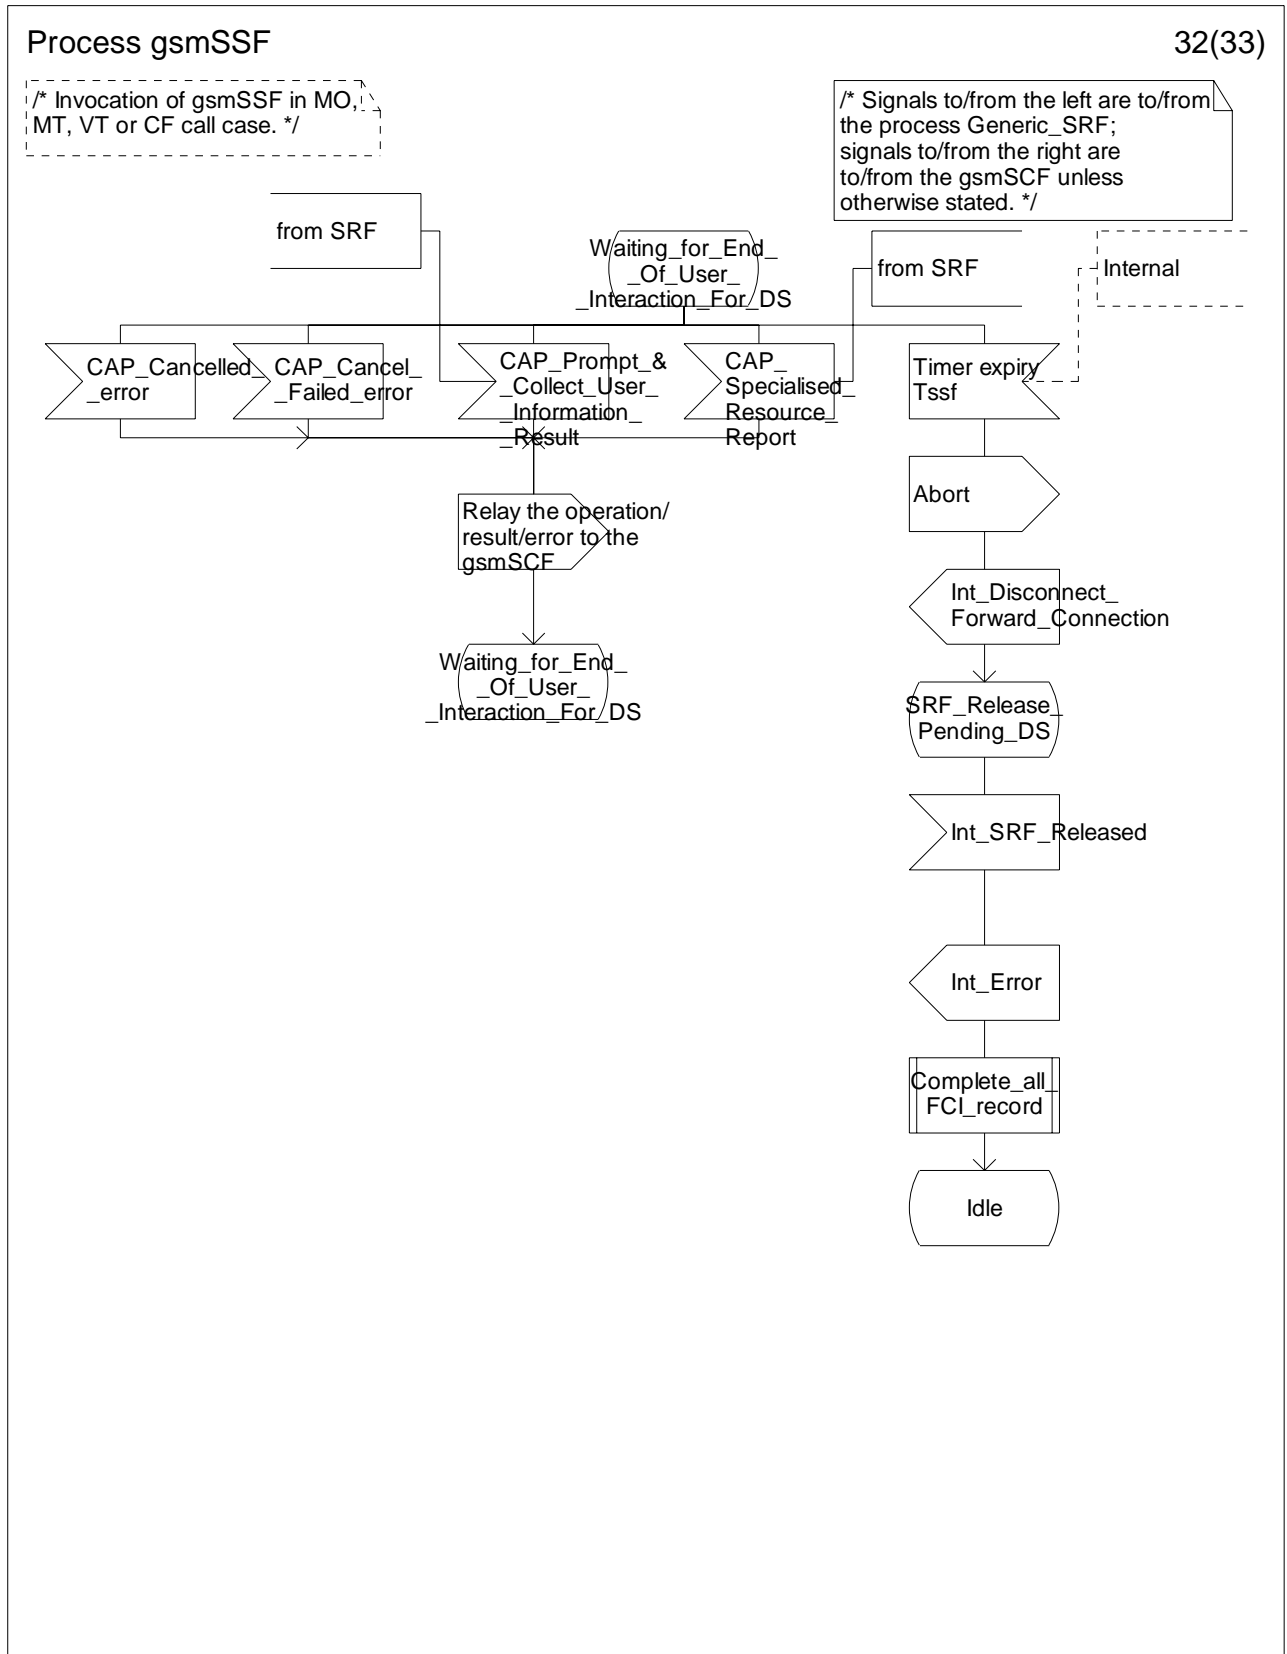 Process gsmSSF
32(33)
/* Invocation of gsmSSF in MO,
MT, VT or CF call case. */
/* Signals to/from the left are to/from
the process Generic_SRF;
signals to/from the right are
to/from the gsmSCF unless
otherwise stated. */
from SRF
Waiting_for_End_
_Of_User_
_Interaction_For_DS
from SRF
Internal
CAP_Cancelled_
_error
CAP_Cancel_
_Failed_error
CAP_Prompt_&
_Collect_User_
_Information_
_Result
CAP_
Specialised_
Resource_
Report
Timer expiry
Tssf
Abort
Relay the operation/
result/error to the
gsmSCF
Int_Disconnect_
Forward_Connection
Waiting_for_End_
_Of_User_
_Interaction_For_DS
SRF_Release_
Pending_DS
Int_SRF_Released
Int_Error
Complete_all_
FCI_record
Idle